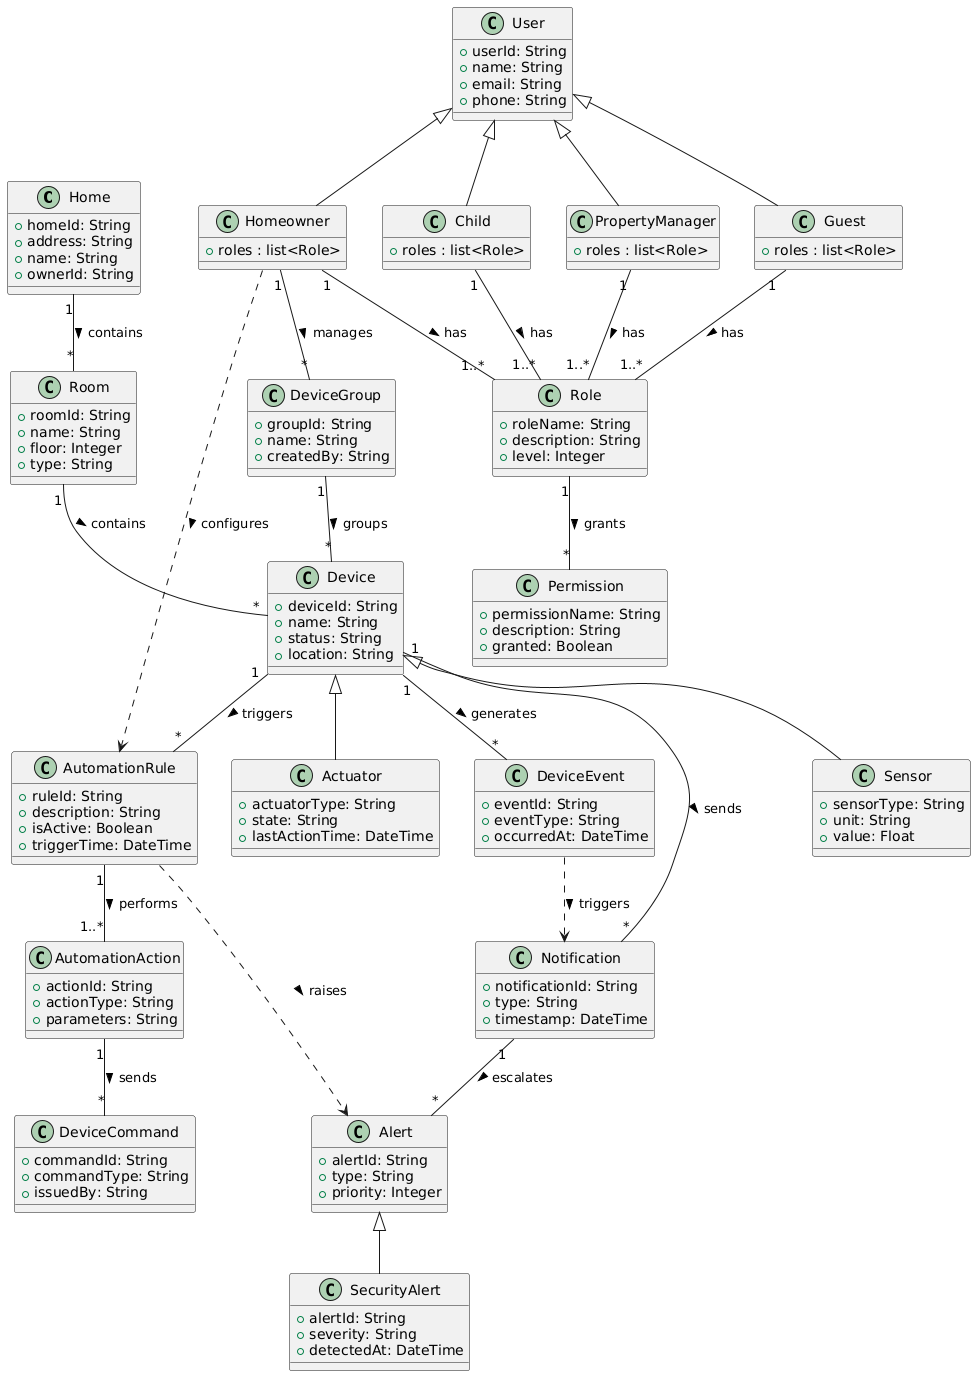 C User
userId: String
name: String
email: String
phone: String
C Home
homeId: String
address: String
name: String
ownerId: String
C Homeowner
roles : list<Role>
C Child
roles : list<Role>
C PropertyManager
roles : list<Role>
C Guest
roles : list<Role>
1
contains
*
1
manages
*
1
has
1..*
1
has
1..*
1
has
1..*
1
has
1..*
C Room
roomId: String
name: String
floor: Integer
type: String
C DeviceGroup
groupId: String
name: String
createdBy: String
C Role
roleName: String
description: String
level: Integer
1
contains
*
configures
1
groups
*
1
grants
*
C Device
deviceId: String
name: String
status: String
location: String
C Permission
permissionName: String
description: String
granted: Boolean
1
triggers
*
1
generates
*
1
sends
*
C AutomationRule
ruleId: String
description: String
isActive: Boolean
triggerTime: DateTime
C Actuator
actuatorType: String
state: String
lastActionTime: DateTime
C DeviceEvent
eventId: String
eventType: String
occurredAt: DateTime
C Sensor
sensorType: String
unit: String
value: Float
1
performs
1..*
triggers
raises
C AutomationAction
actionId: String
actionType: String
parameters: String
C Notification
notificationId: String
type: String
timestamp: DateTime
1
sends
*
1
escalates
*
C DeviceCommand
commandId: String
commandType: String
issuedBy: String
C Alert
alertId: String
type: String
priority: Integer
C SecurityAlert
alertId: String
severity: String
detectedAt: DateTime